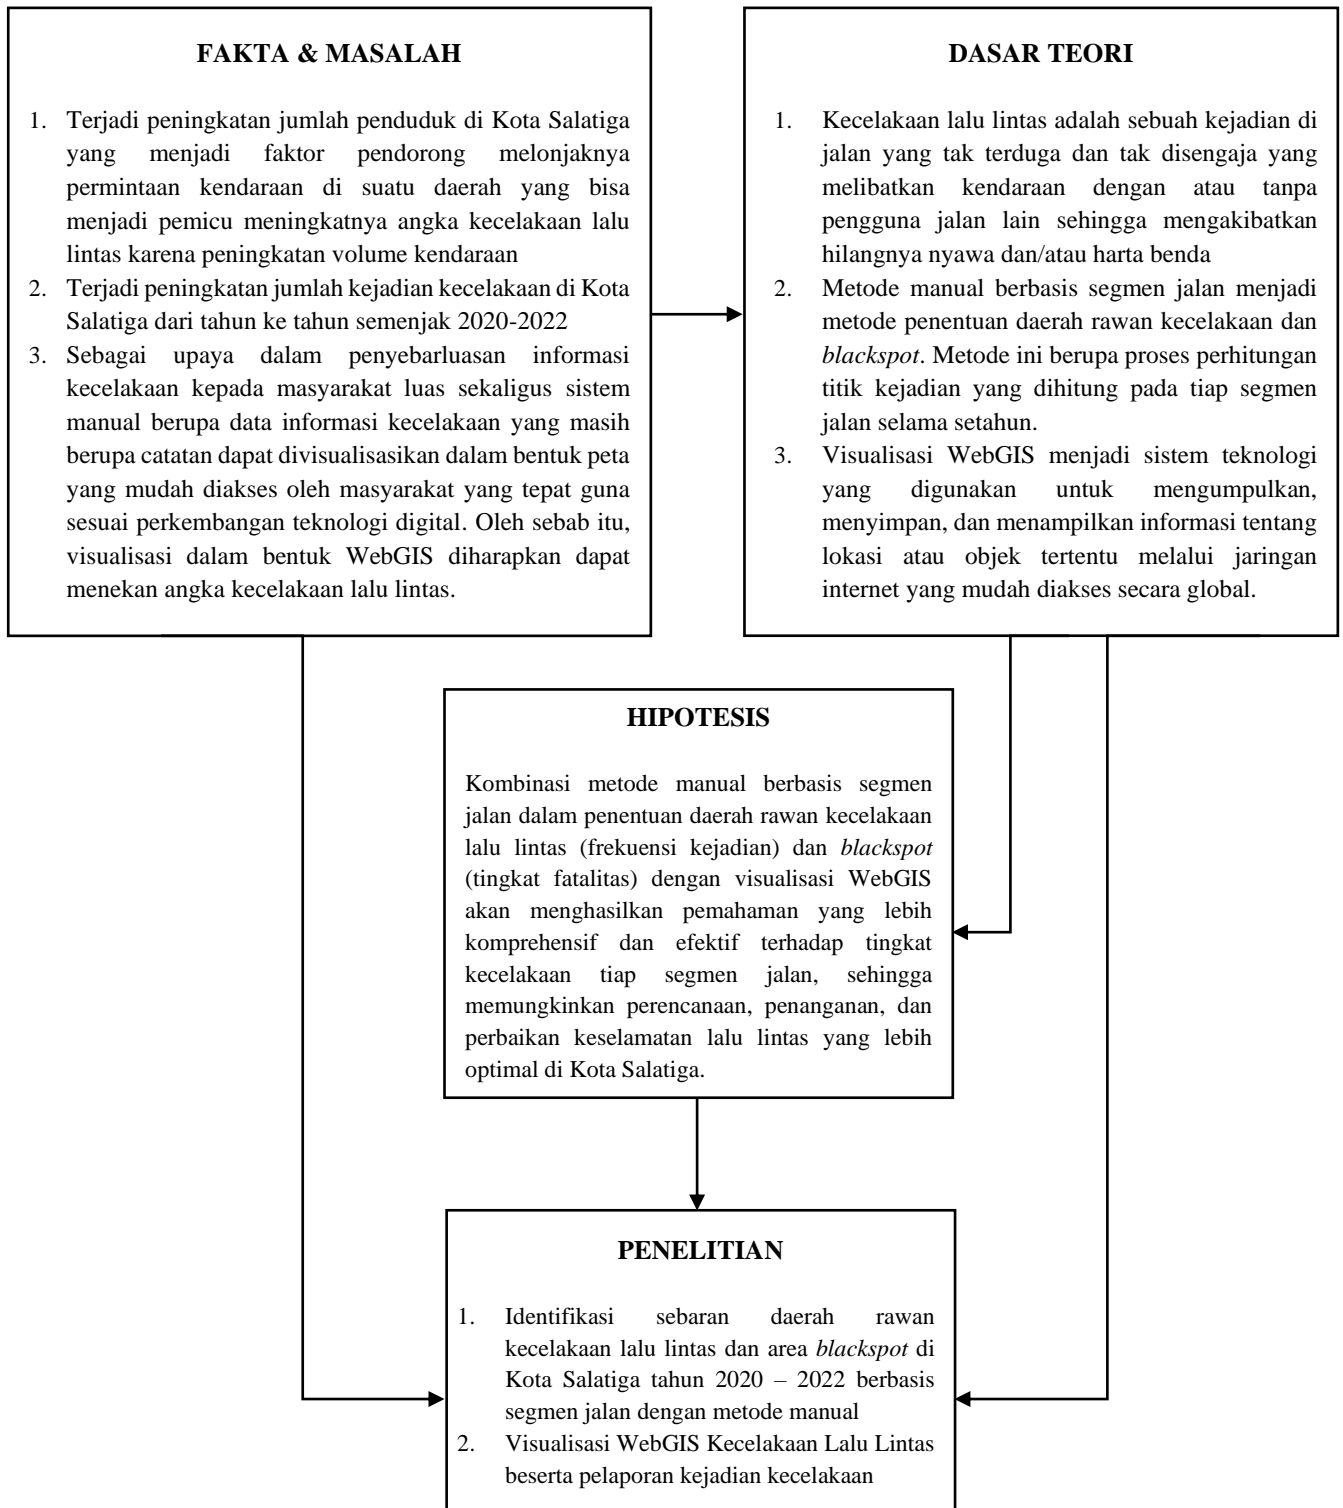 FAKTA & MASALAH
1. Terjadi peningkatan jumlah penduduk di Kota Salatiga
yang menjadi faktor pendorong melonjaknya
permintaan kendaraan di suatu daerah yang bisa
menjadi pemicu meningkatnya angka kecelakaan lalu
lintas karena peningkatan volume kendaraan
2. Terjadi peningkatan jumlah kejadian kecelakaan di Kota
Salatiga dari tahun ke tahun semenjak 2020-2022
3. Sebagai upaya dalam penyebarluasan informasi
kecelakaan kepada masyarakat luas sekaligus sistem
manual berupa data informasi kecelakaan yang masih
berupa catatan dapat divisualisasikan dalam bentuk peta
yang mudah diakses oleh masyarakat yang tepat guna
sesuai perkembangan teknologi digital. Oleh sebab itu,
visualisasi dalam bentuk WebGIS diharapkan dapat
menekan angka kecelakaan lalu lintas.
DASAR TEORI
1. Kecelakaan lalu lintas adalah sebuah kejadian di
jalan yang tak terduga dan tak disengaja yang
melibatkan kendaraan dengan atau tanpa
pengguna jalan lain sehingga mengakibatkan
hilangnya nyawa dan/atau harta benda
2. Metode manual berbasis segmen jalan menjadi
metode penentuan daerah rawan kecelakaan dan
blackspot. Metode ini berupa proses perhitungan
titik kejadian yang dihitung pada tiap segmen
jalan selama setahun.
3. Visualisasi WebGIS menjadi sistem teknologi
yang digunakan untuk mengumpulkan,
menyimpan, dan menampilkan informasi tentang
lokasi atau objek tertentu melalui jaringan
internet yang mudah diakses secara global.
HIPOTESIS
Kombinasi metode manual berbasis segmen
jalan dalam penentuan daerah rawan kecelakaan
lalu lintas (frekuensi kejadian) dan blackspot
(tingkat fatalitas) dengan visualisasi WebGIS
akan menghasilkan pemahaman yang lebih
komprehensif dan efektif terhadap tingkat
kecelakaan tiap segmen jalan, sehingga
memungkinkan perencanaan, penanganan, dan
perbaikan keselamatan lalu lintas yang lebih
optimal di Kota Salatiga.
PENELITIAN
1. Identifikasi sebaran daerah rawan
kecelakaan lalu lintas dan area blackspot di
Kota Salatiga tahun 2020 – 2022 berbasis
segmen jalan dengan metode manual
2. Visualisasi WebGIS Kecelakaan Lalu Lintas
beserta pelaporan kejadian kecelakaan